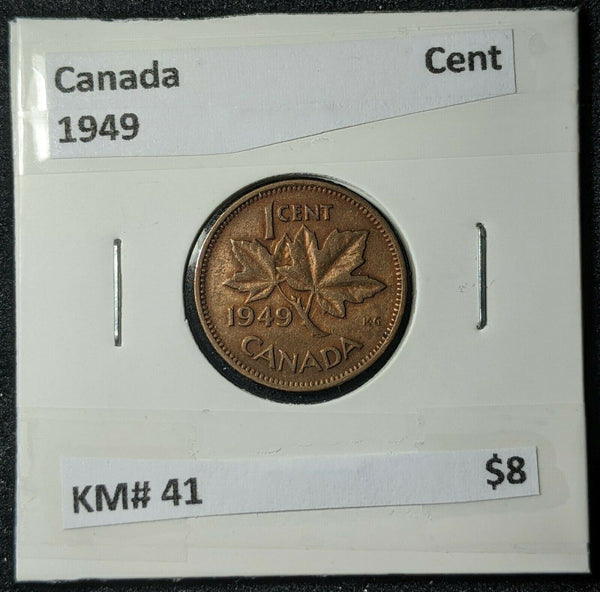 Canada Cent
1949
1 CENT
1949 KG
CANADA
KM# 41 $8